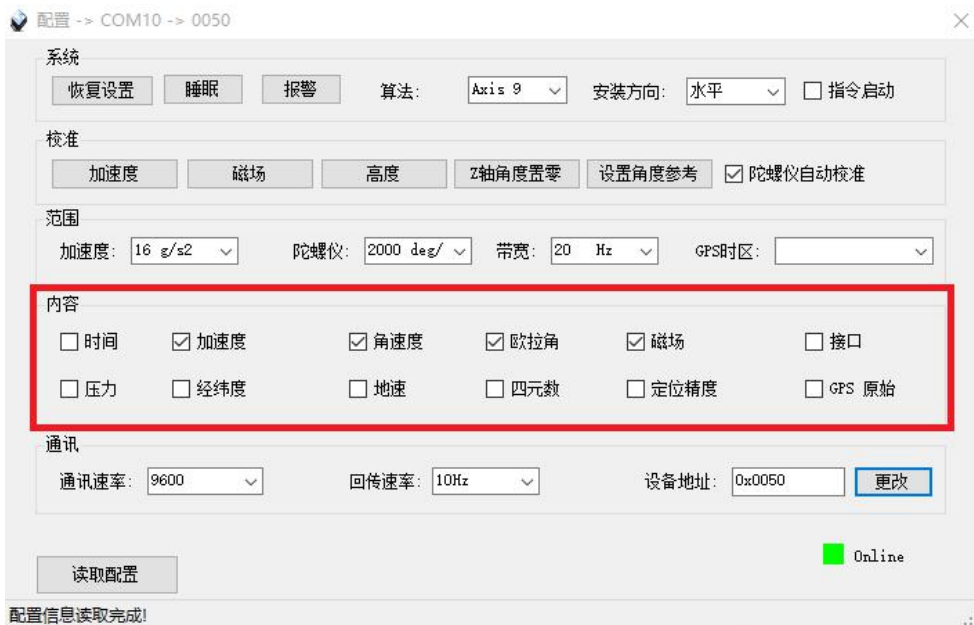 配置 -> COM10 -> 0050
系统
恢复设置 睡眠 报警 算法: Axis 9 安装方向: 水平 指令启动
校准
加速度 磁场 高度 Z轴角度置零 设置角度参考 陀螺仪自动校准
范围
加速度: 16 g/s2 陀螺仪: 2000 deg/ 带宽: 20 Hz GPS时区:
内容
时间 加速度 角速度 欧拉角 磁场 接口
压力 经纬度 地速 四元数 定位精度 GPS 原始
通讯
通讯速率: 9600 回传速率: 10Hz 设备地址: 0x0050 更改
Online
读取配置
配置信息读取完成!